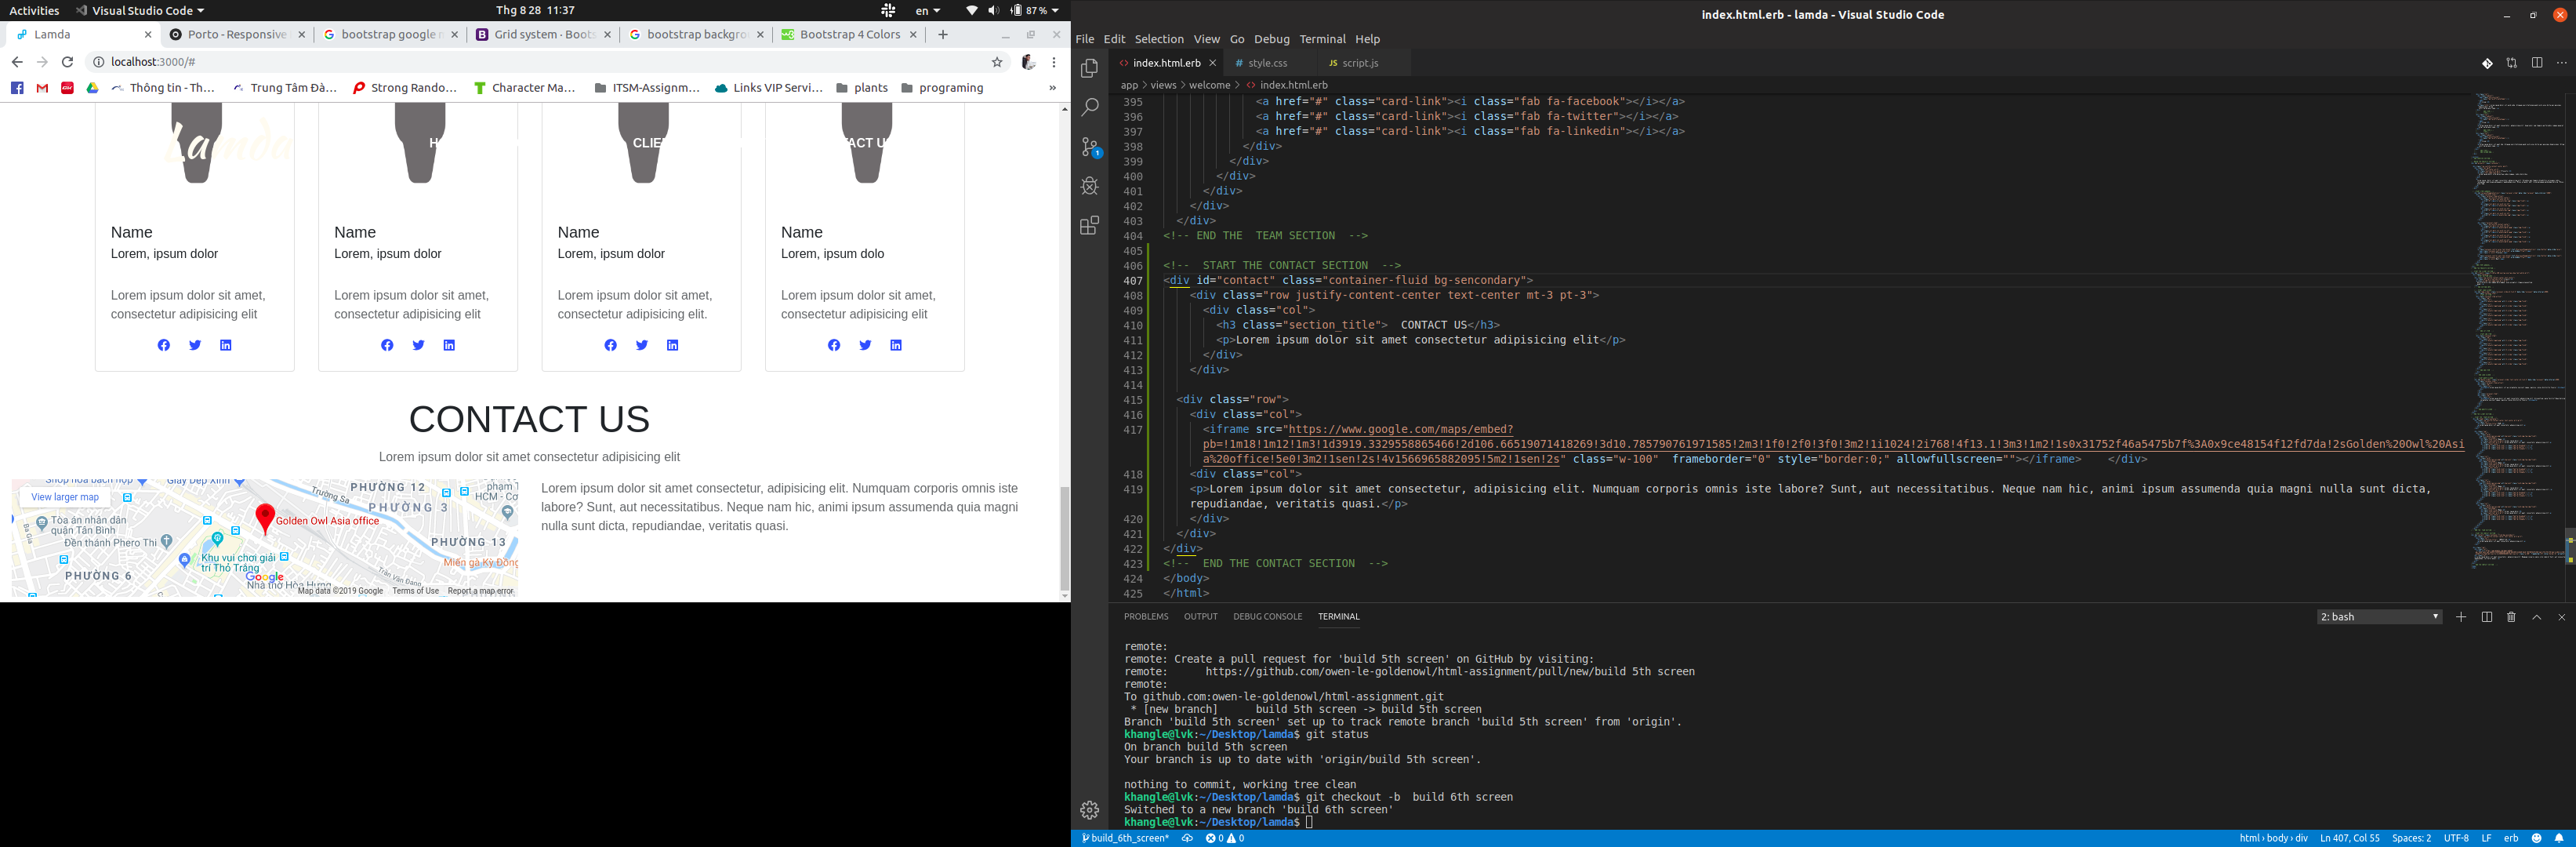 Activities Visual Studio Code Thg 8 28 11:37 en 87 %
Lamda Porto - Responsive bootstrap google m Grid system · Boots bootstrap backgrou Bootstrap 4 Colors
localhost:3000/#
Thông tin - Th… Trung Tâm Đà… Strong Rando… Character Ma… ITSM-Assignm… Links VIP Servi… plants programing »
Lamda CLIE ACT U
Name Name Name Name
Lorem, ipsum dolor Lorem, ipsum dolor Lorem, ipsum dolor Lorem, ipsum dolo
Lorem ipsum dolor sit amet, Lorem ipsum dolor sit amet, Lorem ipsum dolor sit amet, Lorem ipsum dolor sit amet,
consectetur adipisicing elit consectetur adipisicing elit consectetur adipisicing elit. consectetur adipisicing elit
CONTACT US
Lorem ipsum dolor sit amet consectetur adipisicing elit
View larger map
Giày Dép Xinh
PHƯỜNG 12
Trường Sa
PHƯỜNG 3
Tòa án nhân dân
quận Tân Bình
Golden Owl Asia office
Đền thánh Phero Thi
PHƯỜNG 13
Khu vui chơi giải
trí Thỏ Trắng
Miến gà Kỳ Đồng
PHƯỜNG 6
Google
Nhà thờ Hòa Hưng
Trần Văn Đang
Map data ©2019 Google Terms of Use Report a map error
Lorem ipsum dolor sit amet consectetur, adipisicing elit. Numquam corporis omnis iste
labore? Sunt, aut necessitatibus. Neque nam hic, animi ipsum assumenda quia magni
nulla sunt dicta, repudiandae, veritatis quasi.
index.html.erb - lamda - Visual Studio Code
File Edit Selection View Go Debug Terminal Help
index.html.erb style.css script.js
app > views > welcome > index.html.erb
395 <a href="#" class="card-link"><i class="fab fa-facebook"></i></a>
396 <a href="#" class="card-link"><i class="fab fa-twitter"></i></a>
397 <a href="#" class="card-link"><i class="fab fa-linkedin"></i></a>
398 </div>
399 </div>
400 </div>
401 </div>
402 </div>
403 </div>
404 <!-- END THE  TEAM SECTION  -->
405
406 <!--  START THE CONTACT SECTION  -->
407 <div id="contact" class="container-fluid bg-sencondary">
408 <div class="row justify-content-center text-center mt-3 pt-3">
409 <div class="col">
410 <h3 class="section_title">  CONTACT US</h3>
411 <p>Lorem ipsum dolor sit amet consectetur adipisicing elit</p>
412 </div>
413 </div>
414
415 <div class="row">
416 <div class="col">
417 <iframe src="https://www.google.com/maps/embed?
pb=!1m18!1m12!1m3!1d3919.3329558865466!2d106.66519071418269!3d10.785790761971585!2m3!1f0!2f0!3f0!3m2!1i1024!2i768!4f13.1!3m3!1m2!1s0x31752f46a5475b7f%3A0x9ce48154f12fd7da!2sGolden%20Owl%20Asi
a%20office!5e0!3m2!1sen!2s!4v1566965882095!5m2!1sen!2s" class="w-100"  frameborder="0" style="border:0;" allowfullscreen=""></iframe>    </div>
418 <div class="col">
419 <p>Lorem ipsum dolor sit amet consectetur, adipisicing elit. Numquam corporis omnis iste labore? Sunt, aut necessitatibus. Neque nam hic, animi ipsum assumenda quia magni nulla sunt dicta,
repudiandae, veritatis quasi.</p>
420 </div>
421 </div>
422 </div>
423 <!--  END THE CONTACT SECTION  -->
424 </body>
425 </html>
PROBLEMS OUTPUT DEBUG CONSOLE TERMINAL 2: bash
remote:
remote: Create a pull request for 'build 5th screen' on GitHub by visiting:
remote:      https://github.com/owen-le-goldenowl/html-assignment/pull/new/build 5th screen
remote:
To github.com:owen-le-goldenowl/html-assignment.git
 * [new branch]      build 5th screen -> build 5th screen
Branch 'build 5th screen' set up to track remote branch 'build 5th screen' from 'origin'.
khangle@lvk:~/Desktop/lamda$ git status
On branch build 5th screen
Your branch is up to date with 'origin/build 5th screen'.
nothing to commit, working tree clean
khangle@lvk:~/Desktop/lamda$ git checkout -b  build 6th screen
Switched to a new branch 'build 6th screen'
khangle@lvk:~/Desktop/lamda$
build_6th_screen* 0 0 html › body › div Ln 407, Col 55 Spaces: 2 UTF-8 LF erb